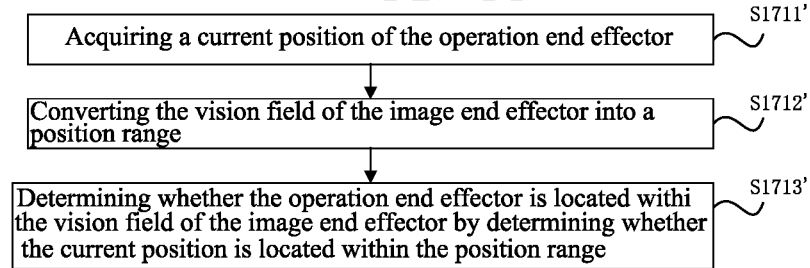 S1711'
Acquiring a current position of the operation end effector
S1712'
Converting the vision field of the image end effector into a
position range
S1713'
Determining whether the operation end effector is located withi
the vision field of the image end effector by determining whether
the current position is located within the position range